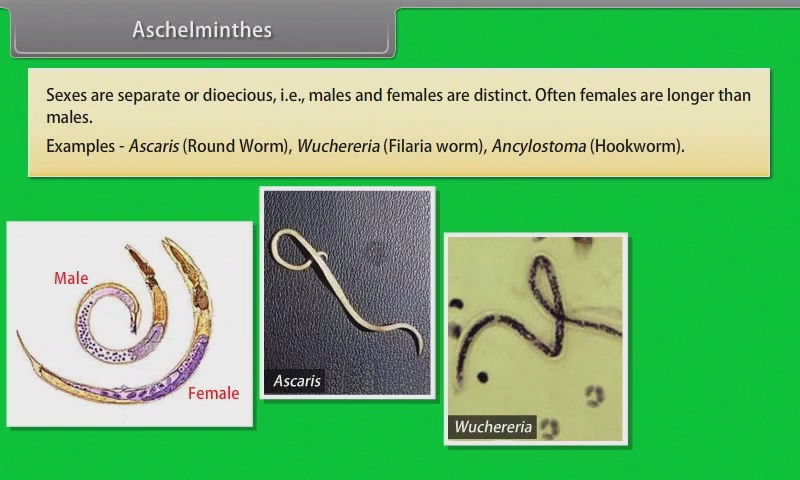 Aschelminthes
Sexes are separate or dioecious, i.e., males and females are distinct. Often females are longer than
males.
Examples - Ascaris (Round Worm), Wuchereria (Filaria worm), Ancylostoma (Hookworm).
Male
Female
Ascaris
Wuchereria